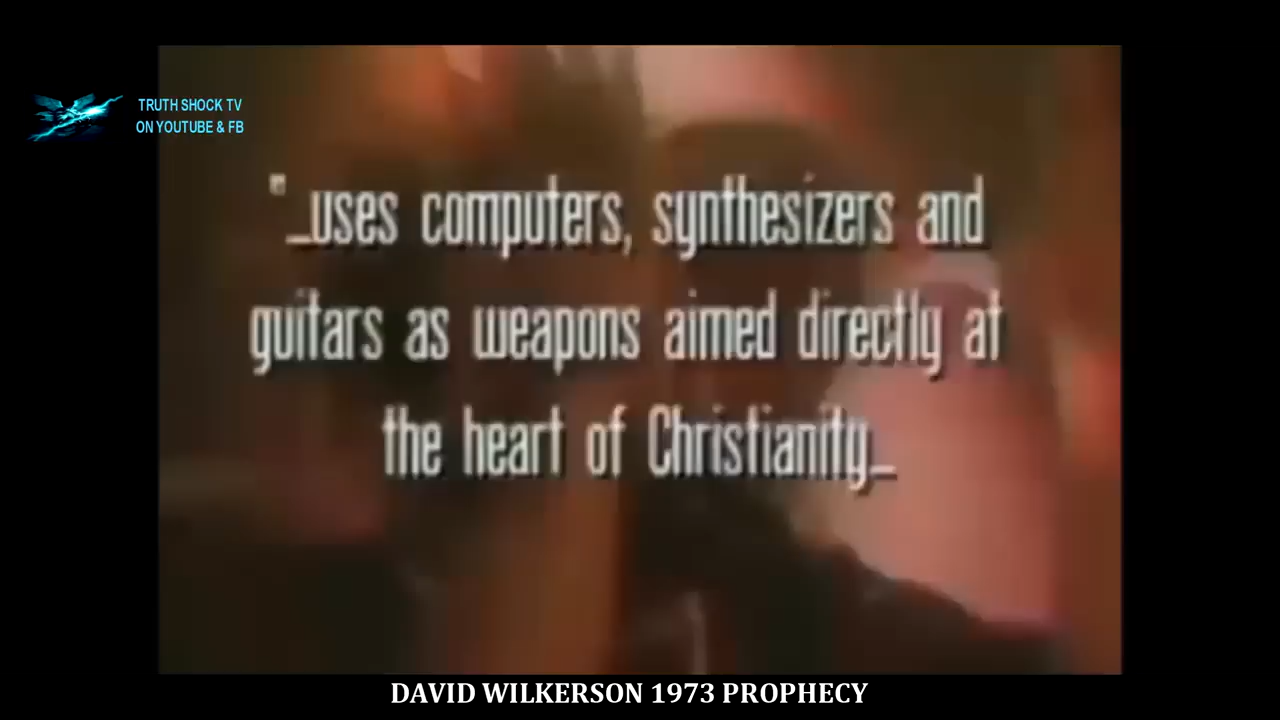 TRUTH SHOCK TV
ON YOUTUBE & FB
"...uses computers, synthesizers and
guitars as weapons aimed directly at
the heart of Christianity...
DAVID WILKERSON 1973 PROPHECY